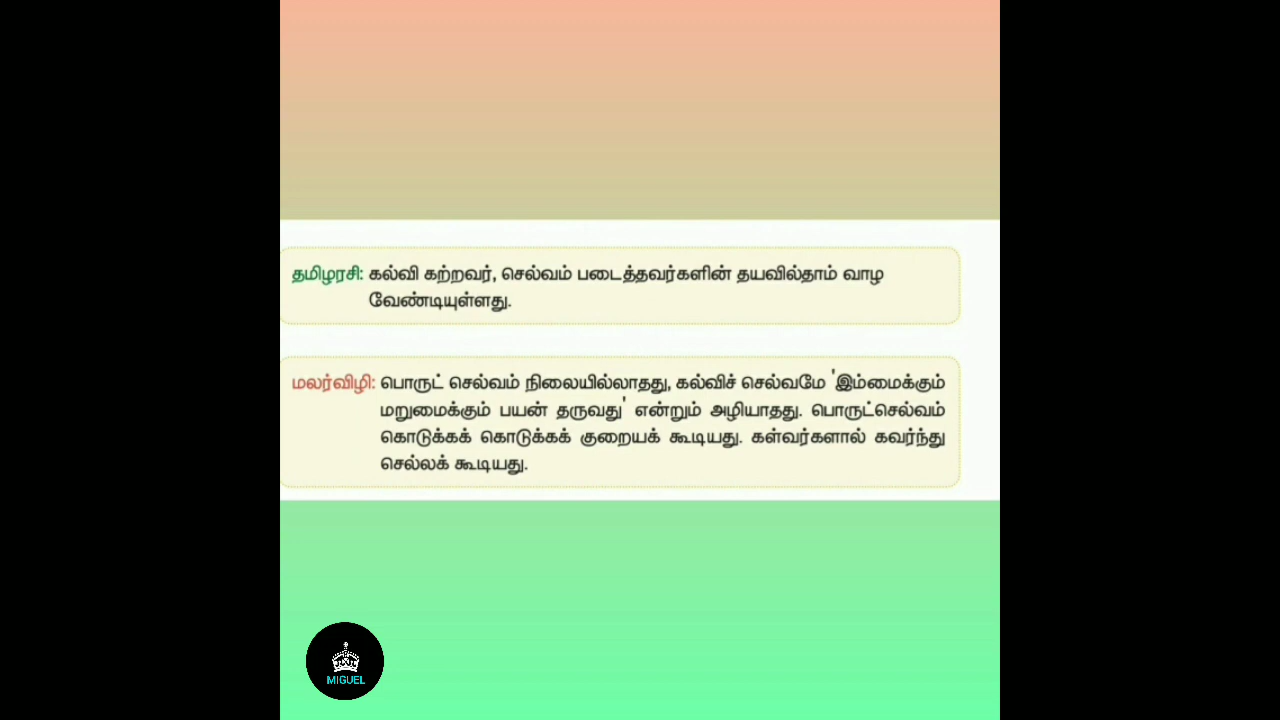 தமிழரசி: கல்வி கற்றவர், செல்வம் படைத்தவர்களின் தயவில்தாம் வாழ
வேண்டியுள்ளது.
மலர்விழி: பொருட் செல்வம் நிலையில்லாதது, கல்விச் செல்வமே 'இம்மைக்கும்
மறுமைக்கும் பயன் தருவது' என்றும் அழியாதது. பொருட்செல்வம்
கொடுக்கக் கொடுக்கக் குறையக் கூடியது. கள்வர்களால் கவர்ந்து
செல்லக் கூடியது.
MIGUEL